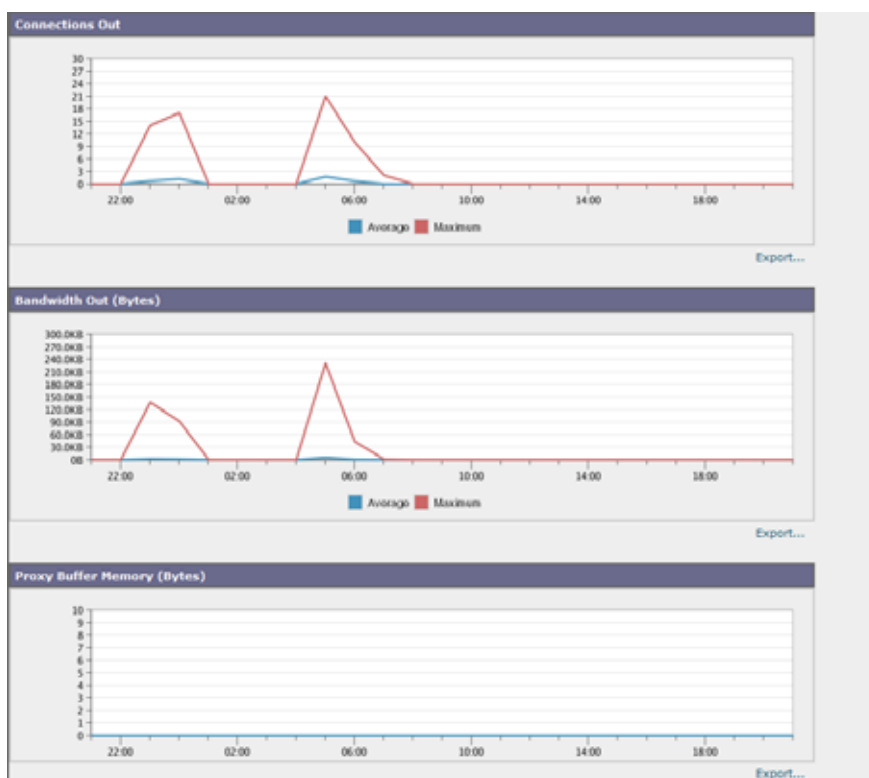 Connections Out
30
27
24
21
18
15
12
9
6
3
0
22:00 02:00 06:00 10:00 14:00 18:00
Average Maximum
Export...
Bandwidth Out (Bytes)
300.0KB
270.0KB
240.0KB
210.0KB
180.0KB
150.0KB
120.0KB
90.0KB
60.0KB
30.0KB
0B
22:00 02:00 06:00 10:00 14:00 18:00
Average Maximum
Export...
Proxy Buffer Memory (Bytes)
10
9
8
7
6
5
4
3
2
1
0
22:00 02:00 06:00 10:00 14:00 18:00
Export...